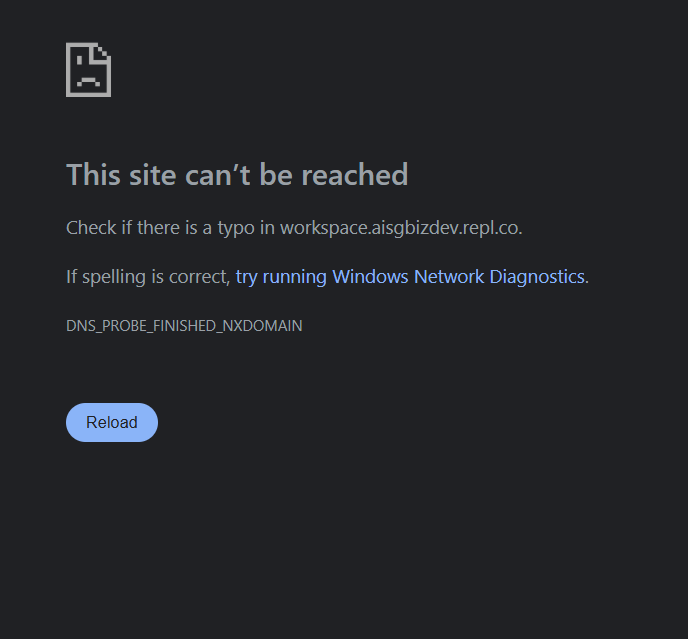 This site can’t be reached
Check if there is a typo in workspace.aisgbizdev.repl.co.
If spelling is correct, try running Windows Network Diagnostics.
DNS_PROBE_FINISHED_NXDOMAIN
Reload